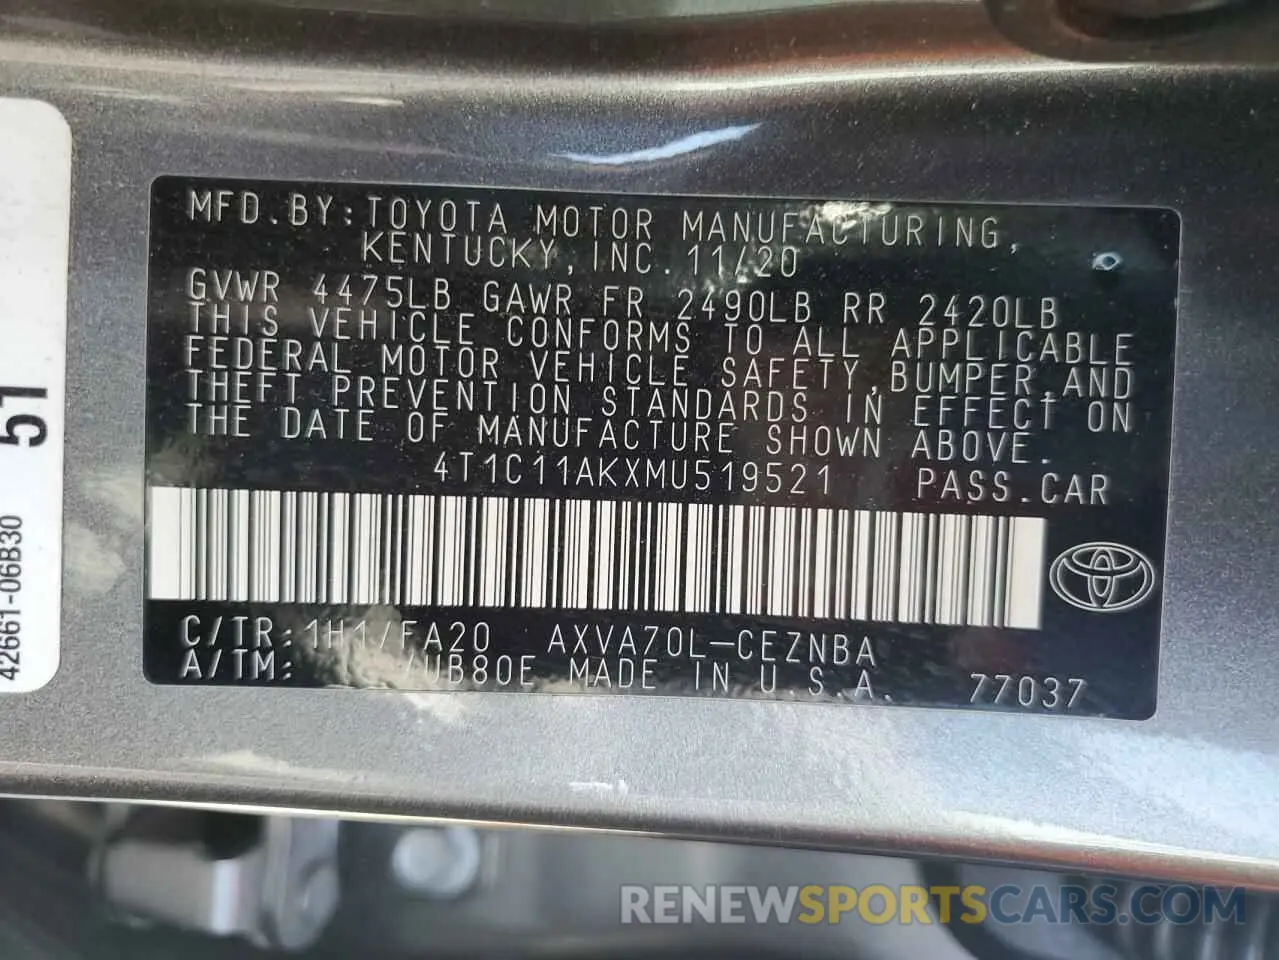 MFD.BY:TOYOTA MOTOR MANUFACTURING,
KENTUCKY,INC. 11/20
GVWR 4475LB GAWR FR 2490LB RR 2420LB
THIS VEHICLE CONFORMS TO ALL APPLICABLE
FEDERAL MOTOR VEHICLE SAFETY,BUMPER,AND
THEFT PREVENTION STANDARDS IN EFFECT ON
THE DATE OF MANUFACTURE SHOWN ABOVE.
4T1C11AKXMU519521 PASS.CAR
C/TR:1H1/FA20 AXVA70L-CEZNBA
A/TM: /UB80E MADE IN U.S.A. 77037
51
42661-06B30
RENEWSPORTSCARS.COM